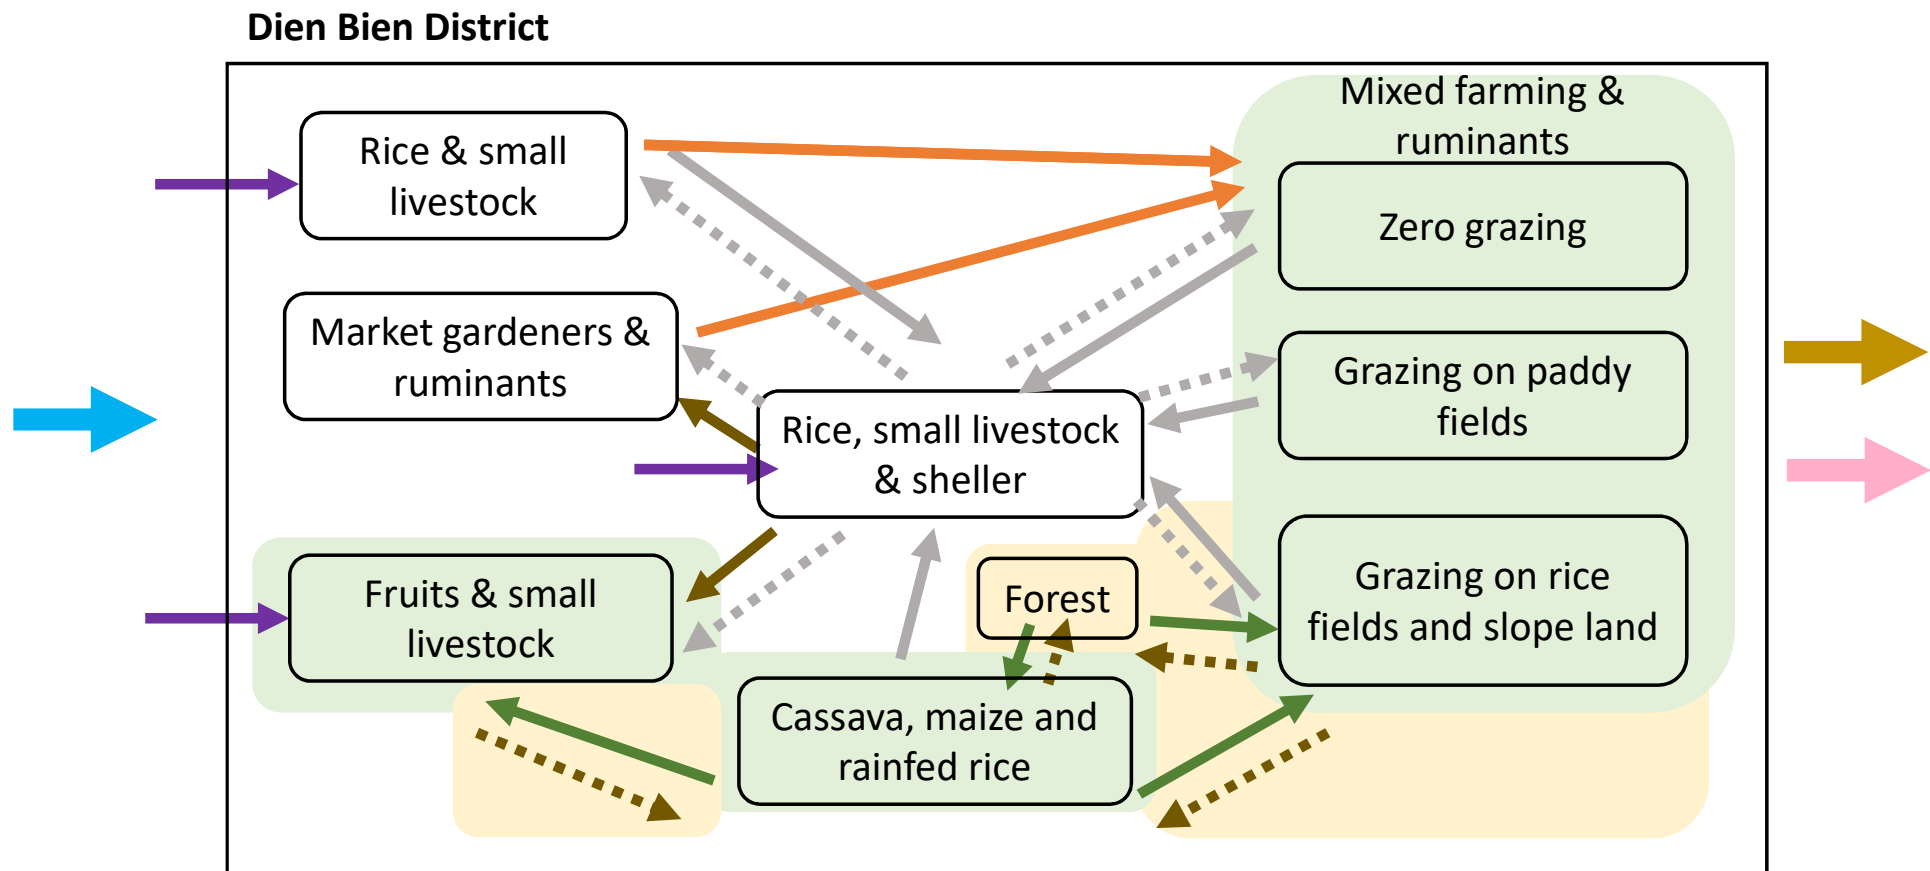 Dien Bien District
Rice & small
livestock
Market gardeners &
ruminants
Rice, small livestock
& sheller
Fruits & small
livestock
Forest
Cassava, maize and
rainfed rice
Mixed farming &
ruminants
Zero grazing
Grazing on paddy
fields
Grazing on rice
fields and slope land